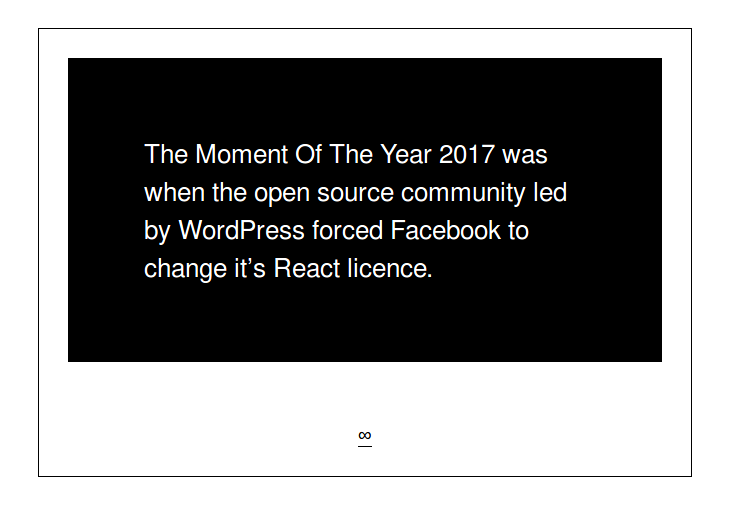 The Moment Of The Year 2017 was
when the open source community led
by WordPress forced Facebook to
change it’s React licence.
∞